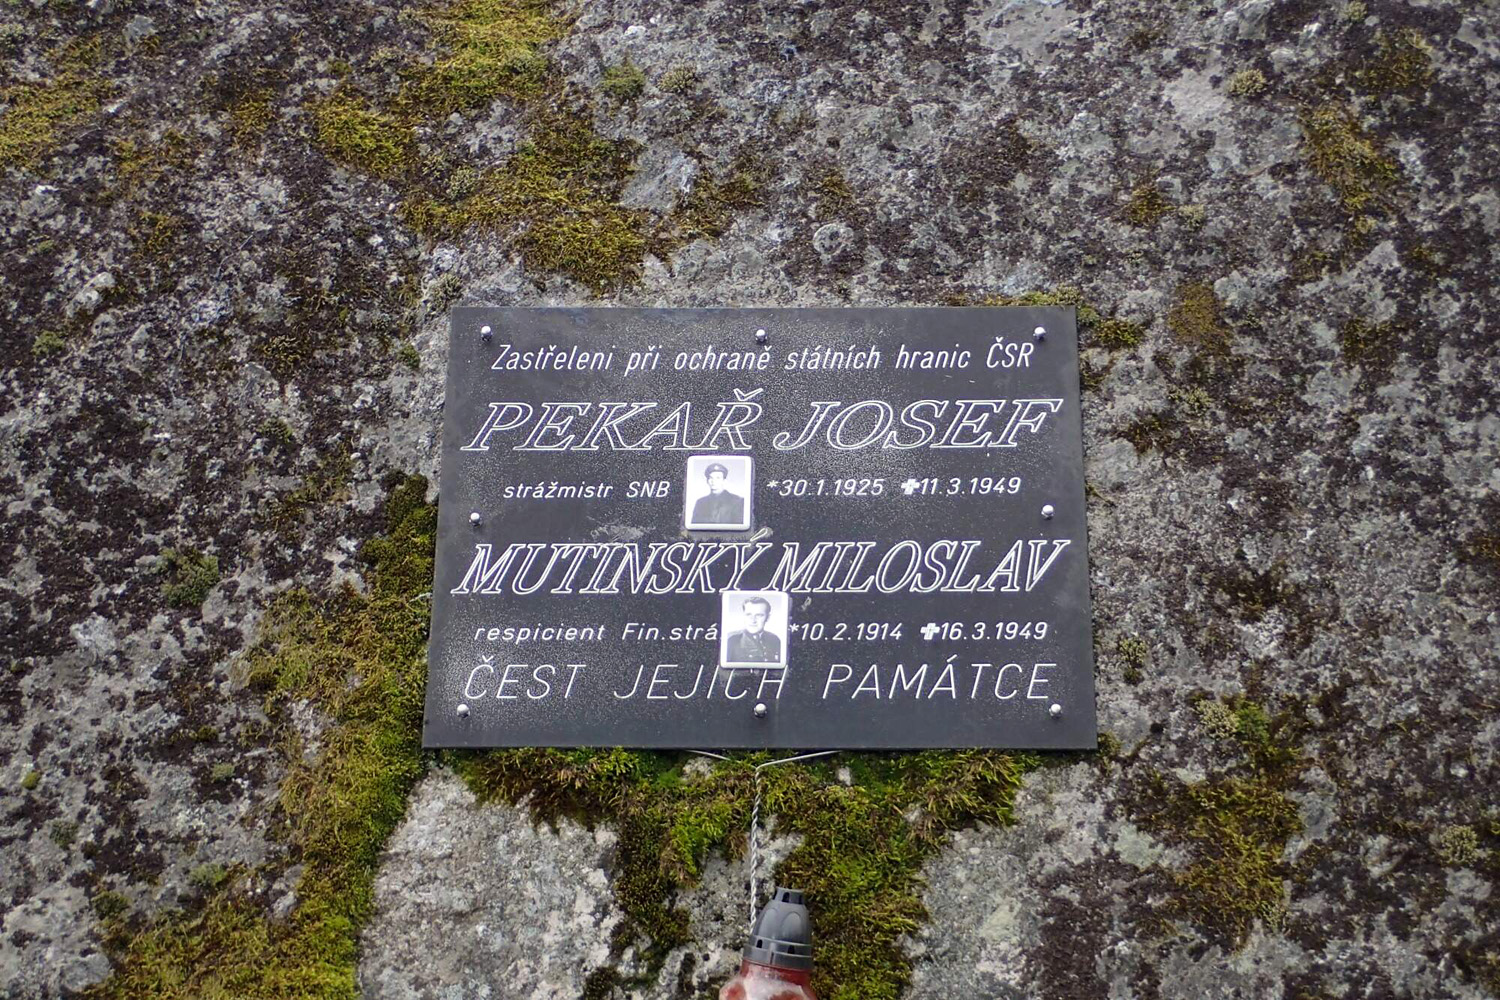 Zastřeleni při ochraně státních hranic ČSR
PEKAŘ JOSEF
strážmistr SNB *30.1.1925 ✝11.3.1949
MUTINSKÝ MILOSLAV
respicient Fin.strá *10.2.1914 ✝16.3.1949
ČEST JEJICH PAMÁTCE